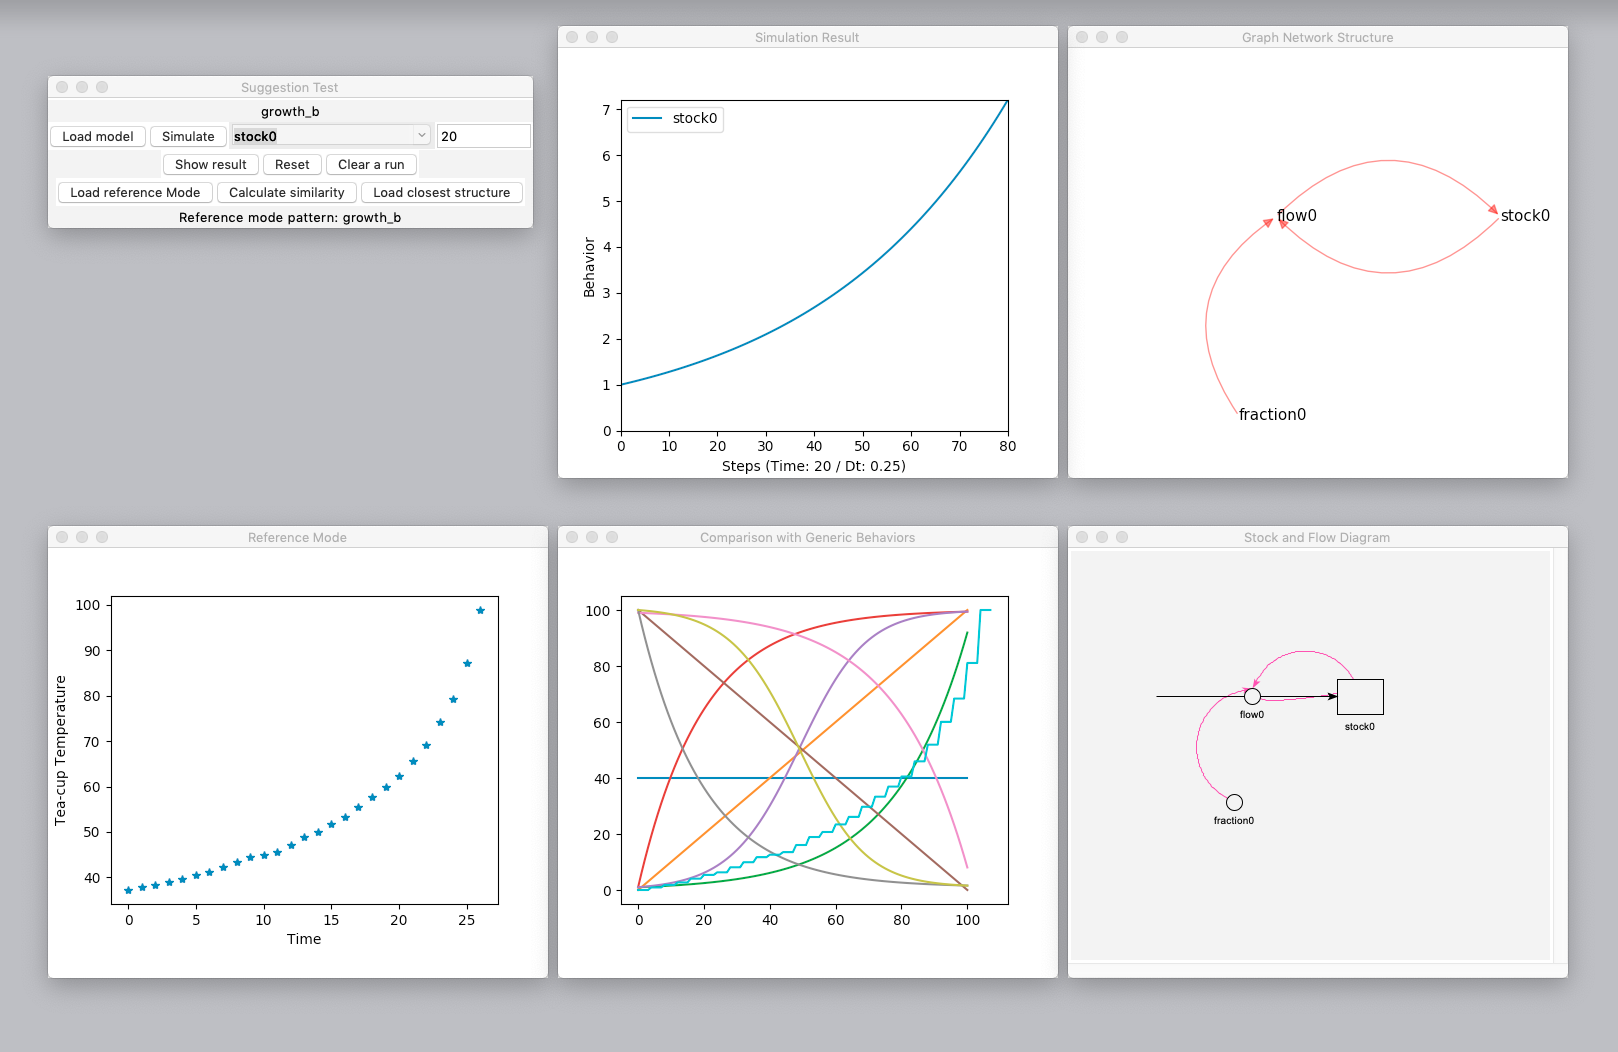 Suggestion Test
growth_b
Load model Simulate stock0 20
Show result Reset Clear a run
Load reference Mode Calculate similarity Load closest structure
Reference mode pattern: growth_b
Simulation Result
stock0
7
6
5
4
3
2
1
0
Behavior
0 10 20 30 40 50 60 70 80
Steps (Time: 20 / Dt: 0.25)
Graph Network Structure
flow0
stock0
fraction0
Reference Mode
100
90
80
70
60
50
40
Tea-cup Temperature
0 5 10 15 20 25
Time
Comparison with Generic Behaviors
100
80
60
40
20
0
0 20 40 60 80 100
Stock and Flow Diagram
flow0
stock0
fraction0